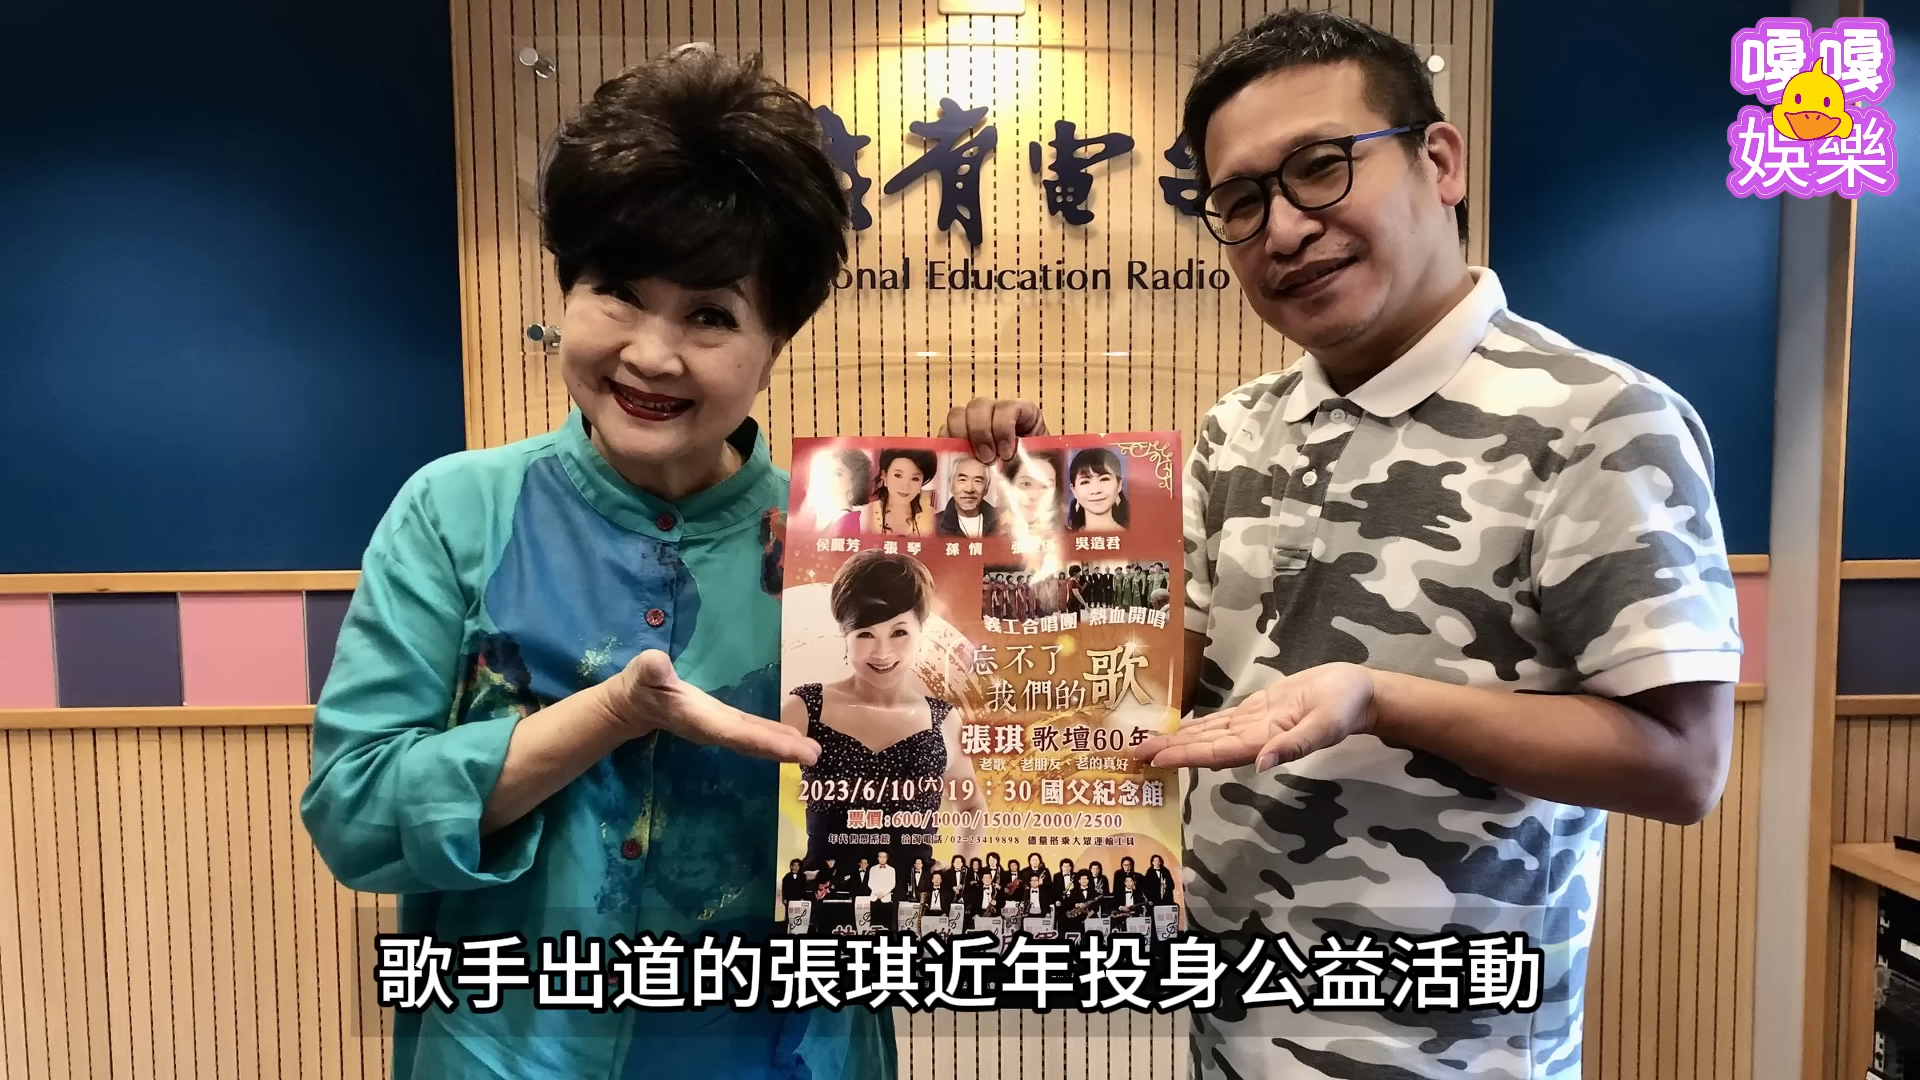 嘎嘎
娛樂
育電
onal Education Radio
侯麗芳 張琴 孫情 吳造君
義工合唱團 熱血開唱
忘不了
我們的歌
張琪 歌壇60年
老歌、老朋友、老的真好
2023/6/10(六)19：30 國父紀念館
票價:600/1000/1500/2000/2500
年代售票系統 洽詢電話/02-23419898 儘量搭乘大眾運輸工具
歌手出道的張琪近年投身公益活動